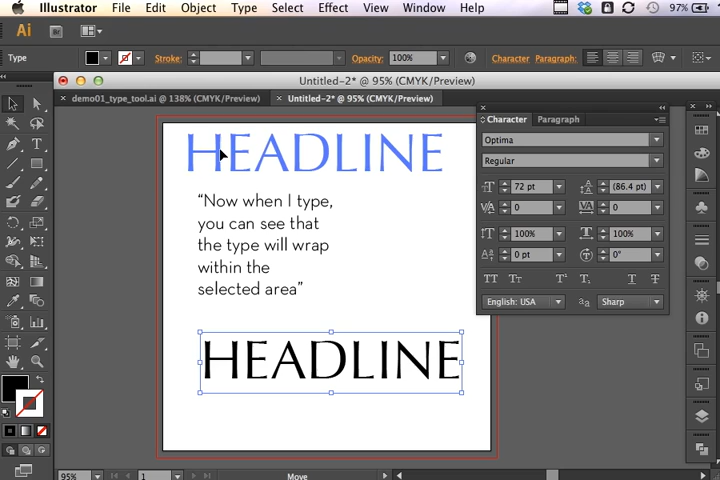 Illustrator File Edit Object Type Select Effect View Window Help 97%
Ai Br
Type Stroke: Opacity: 100% Character Paragraph:
Untitled-2* @ 95% (CMYK/Preview)
× demo01_type_tool.ai @ 138% (CMYK/Preview) × Untitled-2* @ 95% (CMYK/Preview)
HEADLINE
“Now when I type,
you can see that
the type will wrap
within the
selected area”
HEADLINE
Character Paragraph
Optima
Regular
72 pt (86.4 pt)
0 0
100% 100%
0 pt 0°
English: USA Sharp
95% 1 Move